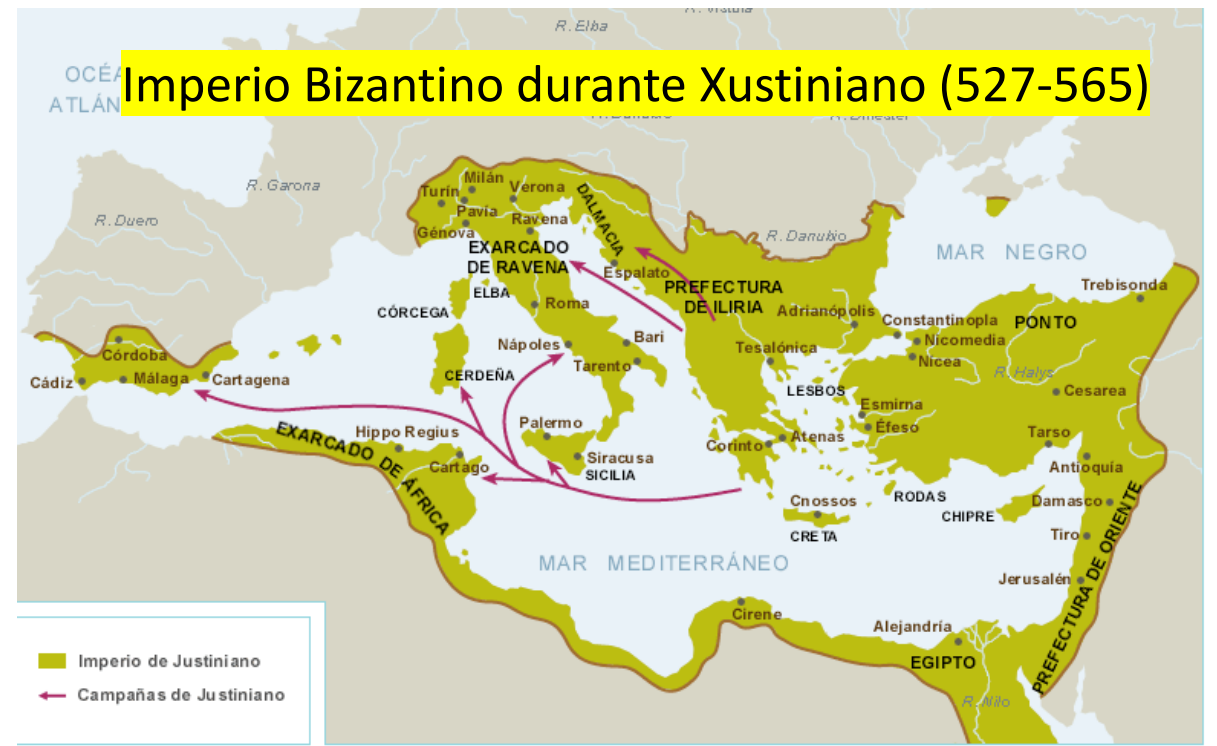 R. Vístula
R. Elba
OCÉA
ATLÁN
Imperio Bizantino durante Xustiniano (527-565)
R. Danubio
R. Dniéster
R. Garona
R. Duero
Milán
Turín
Verona
Pavía
Ravena
Génova
DALMACIA
EXARCADO
DE RAVENA
Espalato
R. Danubio
MAR NEGRO
ELBA
CÓRCEGA
Roma
PREFECTURA
DE ILIRIA
Adrianópolis
Trebisonda
Constantinopla
PONTO
Nicomedia
Nicea
Nápoles
Bari
Tarento
Tesalónica
R. Halys
Córdoba
Cádiz
Málaga
Cartagena
CERDEÑA
LESBOS
Cesarea
Esmirna
Éfeso
EXARCADO DE ÁFRICA
Hippo Regius
Cartago
Palermo
Siracusa
SICILIA
Corinto
Atenas
Tarso
Antioquía
Cnossos
CRETA
RODAS
CHIPRE
Damasco
Tiro
MAR MEDITERRÁNEO
Jerusalén
PREFECTURA DE ORIENTE
Cirene
Alejandría
EGIPTO
R. Nilo
Imperio de Justiniano
Campañas de Justiniano